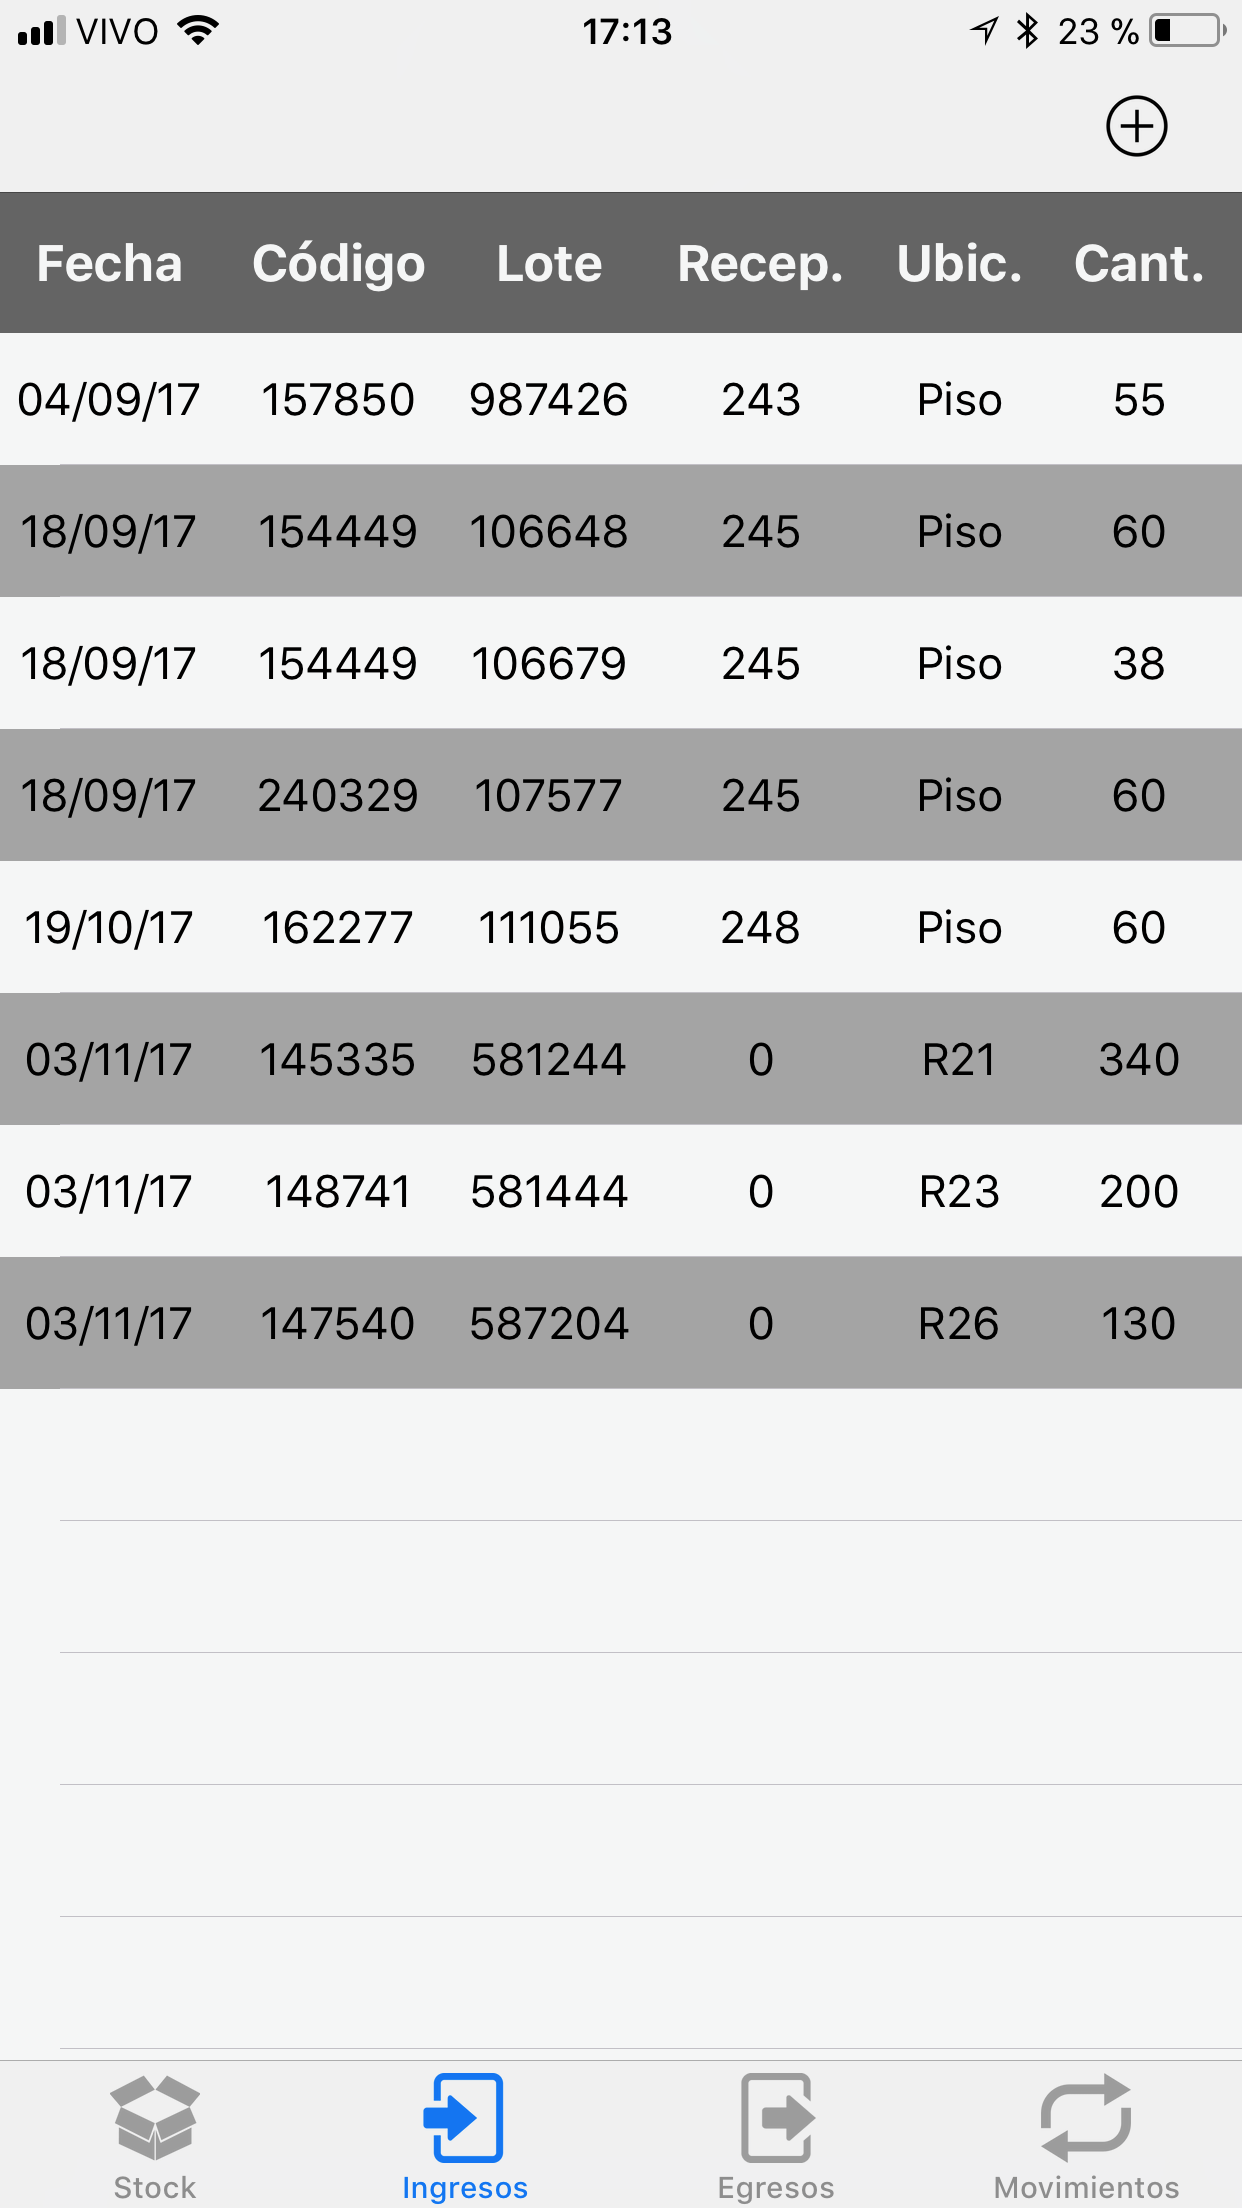 VIVO 17:13 23 %
Fecha Código Lote Recep. Ubic. Cant.
04/09/17 157850 987426 243 Piso 55
18/09/17 154449 106648 245 Piso 60
18/09/17 154449 106679 245 Piso 38
18/09/17 240329 107577 245 Piso 60
19/10/17 162277 111055 248 Piso 60
03/11/17 145335 581244 0 R21 340
03/11/17 148741 581444 0 R23 200
03/11/17 147540 587204 0 R26 130
Stock Ingresos Egresos Movimientos